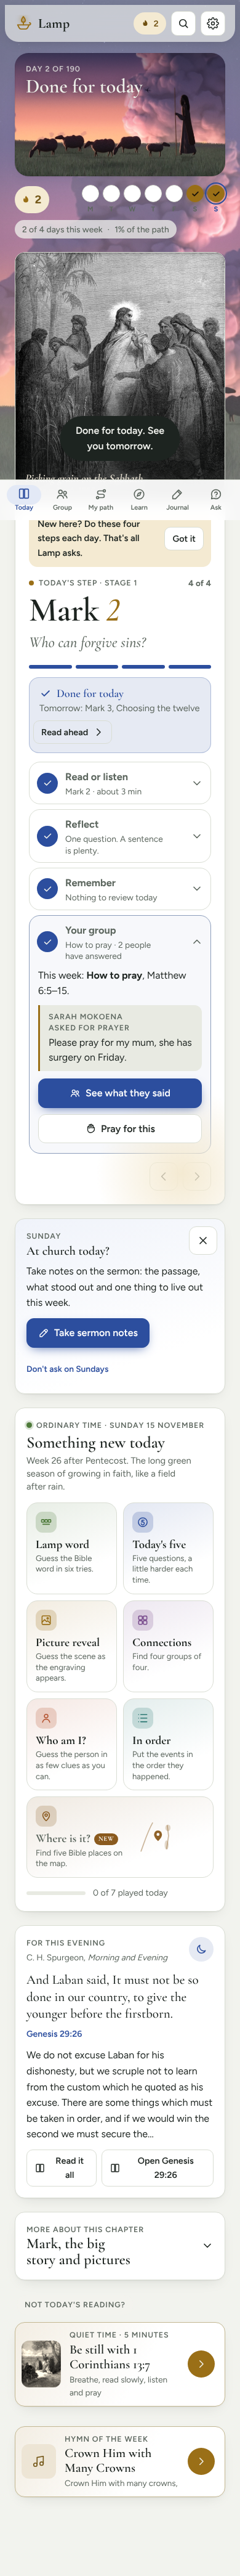 Lamp
2
DAY 2 OF 190
Done for today
2
S
2 of 4 days this week · 1% of the path
Done for today. See
you tomorrow.
Picking grain on the Sabbath
Today
Group
My path
Learn
Journal
Ask
New here? Do these four
steps each day. That's all
Lamp asks.
Got it
TODAY'S STEP · STAGE 1
4 of 4
Mark 2
Who can forgive sins?
Done for today
Tomorrow: Mark 3, Choosing the twelve
Read ahead
Read or listen
Mark 2 · about 3 min
Reflect
One question. A sentence
is plenty.
Remember
Nothing to review today
Your group
How to pray · 2 people
have answered
This week: How to pray, Matthew
6:5–15.
SARAH MOKOENA
ASKED FOR PRAYER
Please pray for my mum, she has
surgery on Friday.
See what they said
Pray for this
SUNDAY
At church today?
Take notes on the sermon: the passage,
what stood out and one thing to live out
this week.
Take sermon notes
Don't ask on Sundays
ORDINARY TIME · SUNDAY 15 NOVEMBER
Something new today
Week 26 after Pentecost. The long green
season of growing in faith, like a field
after rain.
Lamp word
Guess the Bible
word in six tries.
Today's five
Five questions, a
little harder each
time.
Picture reveal
Guess the scene as
the engraving
appears.
Connections
Find four groups of
four.
Who am I?
Guess the person in
as few clues as you
can.
In order
Put the events in
the order they
happened.
Where is it? NEW
Find five Bible places on
the map.
0 of 7 played today
FOR THIS EVENING
C. H. Spurgeon, Morning and Evening
And Laban said, It must not be so
done in our country, to give the
younger before the firstborn.
Genesis 29:26
We do not excuse Laban for his
dishonesty, but we scruple not to learn
from the custom which he quoted as his
excuse. There are some things which must
be taken in order, and if we would win the
second we must secure the...
Read it
all
Open Genesis
29:26
MORE ABOUT THIS CHAPTER
Mark, the big
story and pictures
NOT TODAY'S READING?
QUIET TIME · 5 MINUTES
Be still with 1
Corinthians 13:7
Breathe, read slowly, listen
and pray
HYMN OF THE WEEK
Crown Him with
Many Crowns
Crown Him with many crowns,